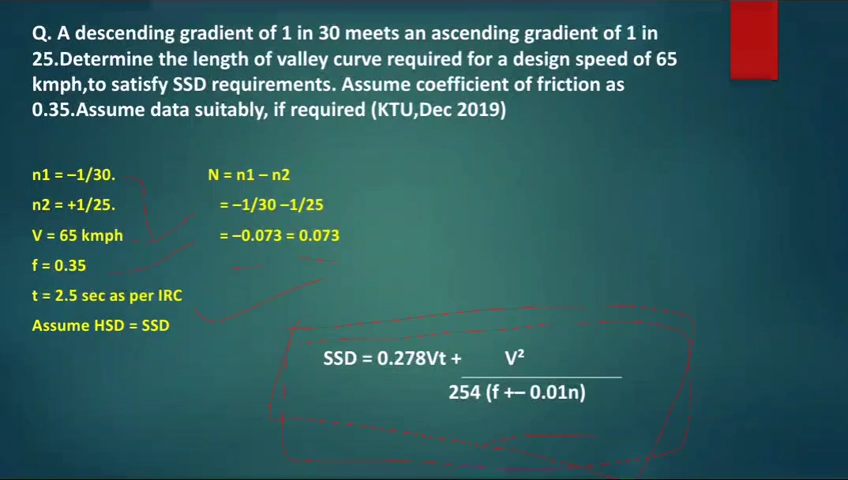 Q. A descending gradient of 1 in 30 meets an ascending gradient of 1 in
25.Determine the length of valley curve required for a design speed of 65
kmph,to satisfy SSD requirements. Assume coefficient of friction as
0.35.Assume data suitably, if required (KTU,Dec 2019)
n1 = –1/30.
n2 = +1/25.
V = 65 kmph
f = 0.35
t = 2.5 sec as per IRC
Assume HSD = SSD
N = n1 – n2
= –1/30 –1/25
= –0.073 = 0.073
SSD = 0.278Vt + V²
254 (f +– 0.01n)